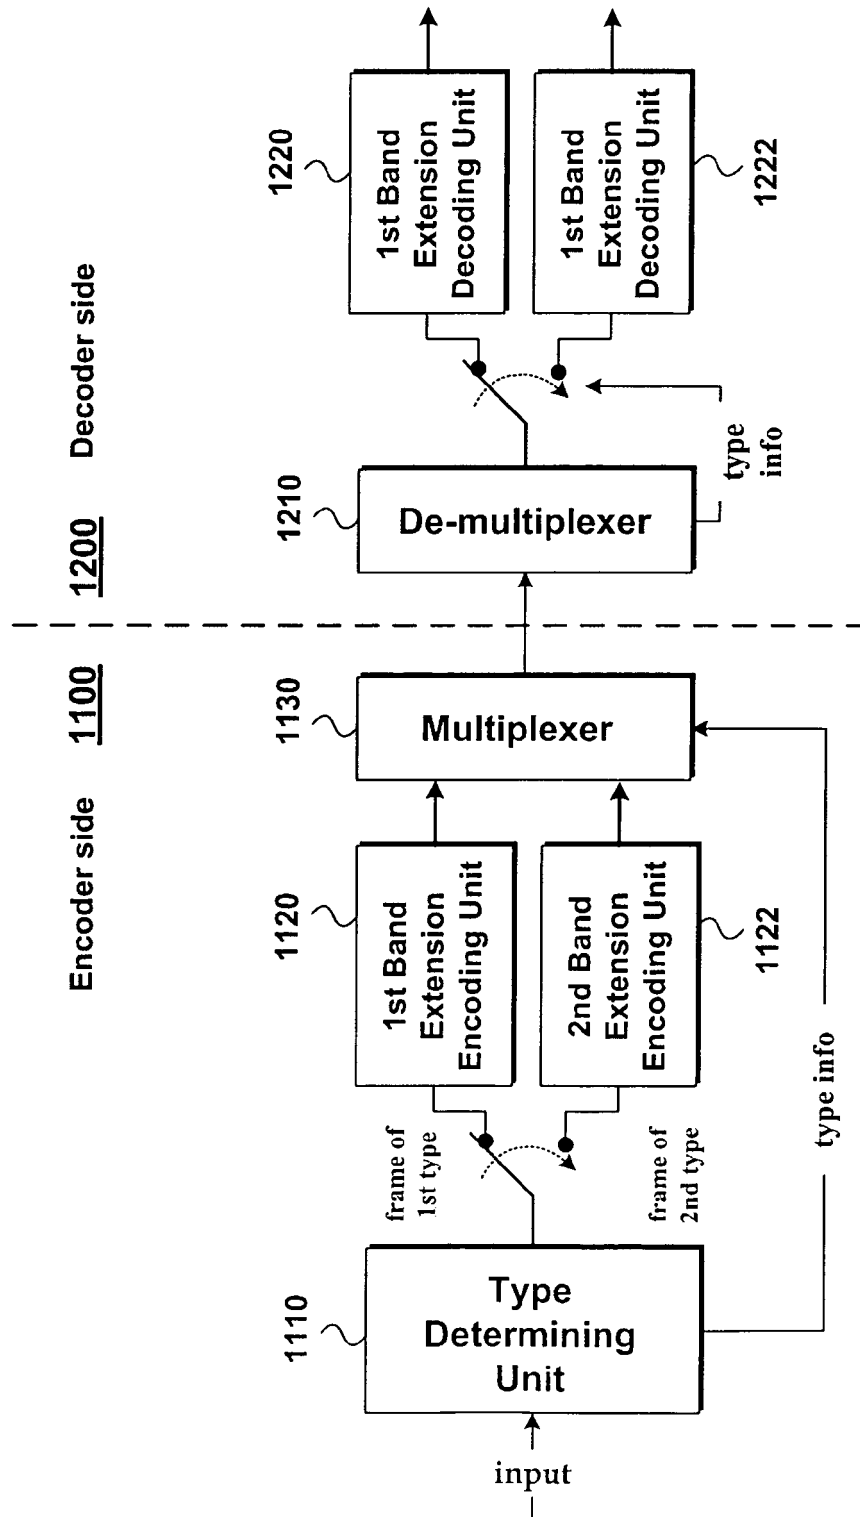 Encoder side
1100
1200
Decoder side
input
1110
Type
Determining
Unit
frame of
1st type
frame of
2nd type
1120
1st Band
Extension
Encoding Unit
2nd Band
Extension
Encoding Unit
1122
type info
1130
Multiplexer
1210
De-multiplexer
type
info
1220
1st Band
Extension
Decoding Unit
1st Band
Extension
Decoding Unit
1222